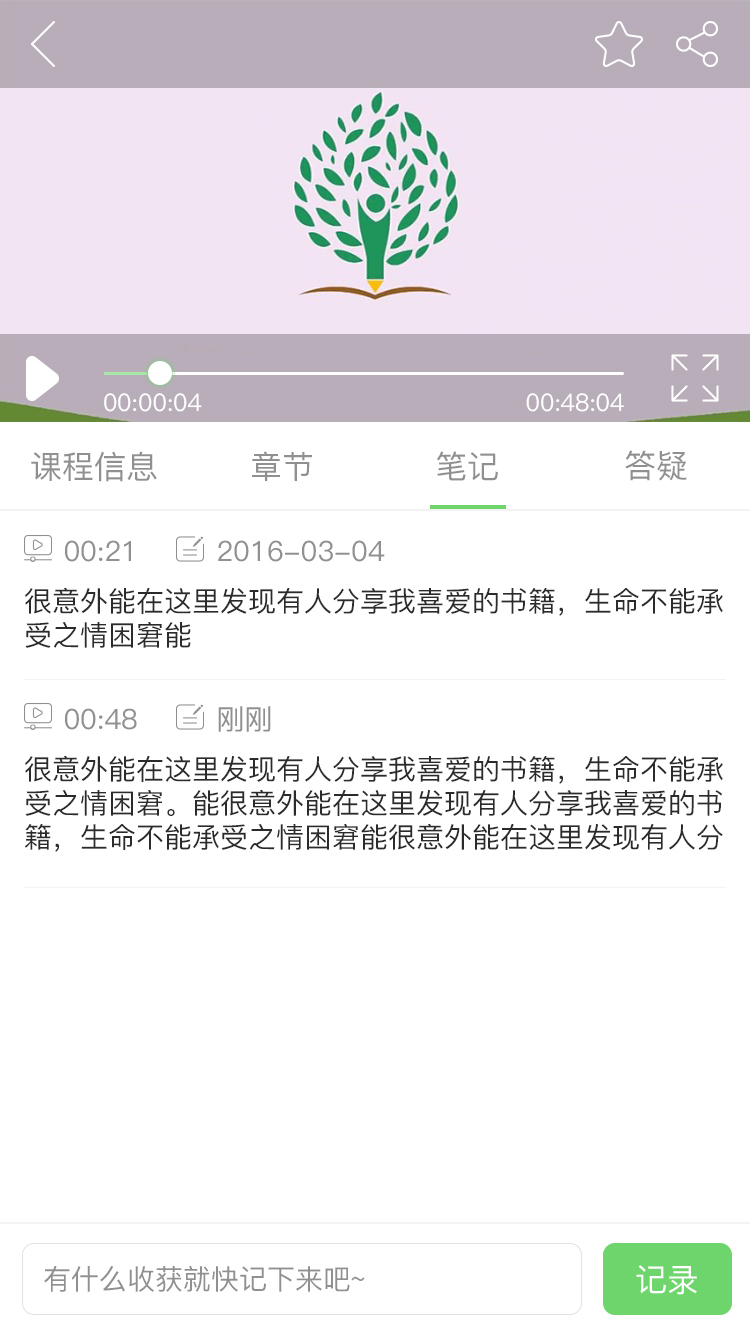 00:00:04
00:48:04
课程信息 章节 笔记 答疑
00:21 2016-03-04
很意外能在这里发现有人分享我喜爱的书籍，生命不能承
受之情困窘能
00:48 刚刚
很意外能在这里发现有人分享我喜爱的书籍，生命不能承
受之情困窘。能很意外能在这里发现有人分享我喜爱的书
籍，生命不能承受之情困窘能很意外能在这里发现有人分
有什么收获就快记下来吧~
记录